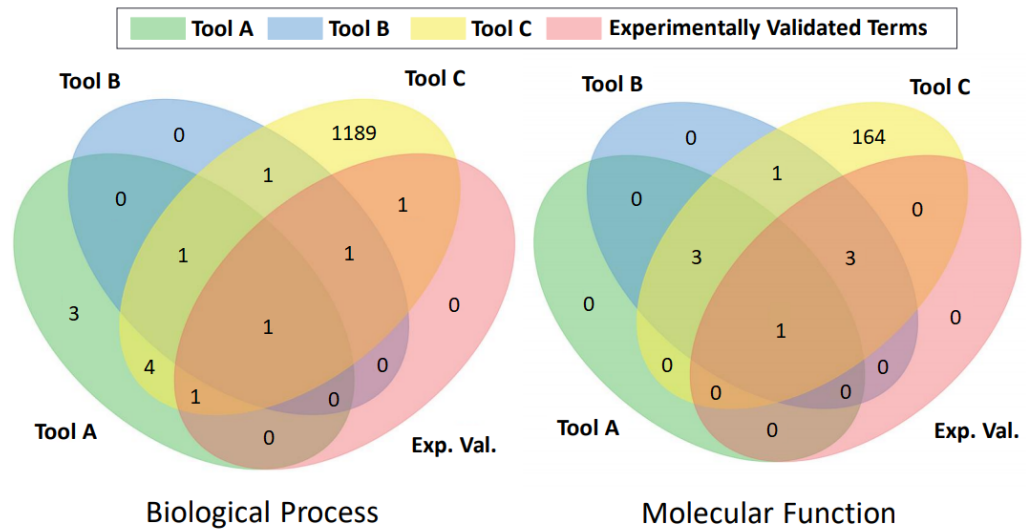 Tool A Tool B Tool C Experimentally Validated Terms
Tool B Tool C Tool B Tool C
0 1189 0 164
1 1
0 1 0 0
1 1 3 3
3 0 0 0
1 1
4 0 0 0
1 0 0 0
Tool A 0 Exp. Val. Tool A 0 Exp. Val.
Biological Process Molecular Function